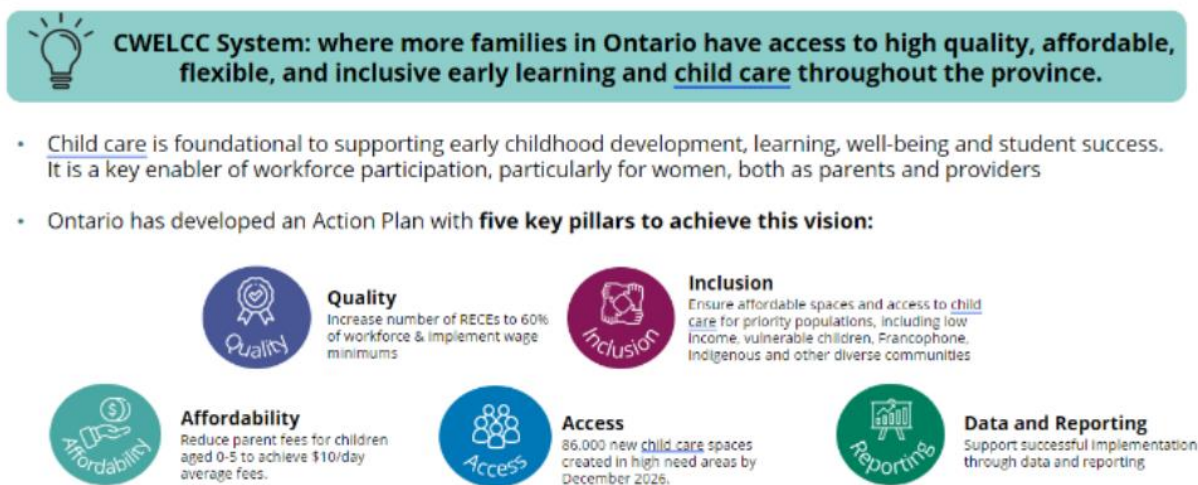 CWELCC System: where more families in Ontario have access to high quality, affordable,
flexible, and inclusive early learning and child care throughout the province.
• Child care is foundational to supporting early childhood development, learning, well-being and student success.
It is a key enabler of workforce participation, particularly for women, both as parents and providers
• Ontario has developed an Action Plan with five key pillars to achieve this vision:
Quality
Quality
Increase number of RECEs to 60%
of workforce & implement wage
minimums
Inclusion
Inclusion
Ensure affordable spaces and access to child
care for priority populations, including low
income, vulnerable children, Francophone,
Indigenous and other diverse communities
Affordability
Affordability
Reduce parent fees for children
aged 0-5 to achieve $10/day
average fees.
Access
Access
86,000 new child care spaces
created in high need areas by
December 2026.
Reporting
Data and Reporting
Support successful implementation
through data and reporting